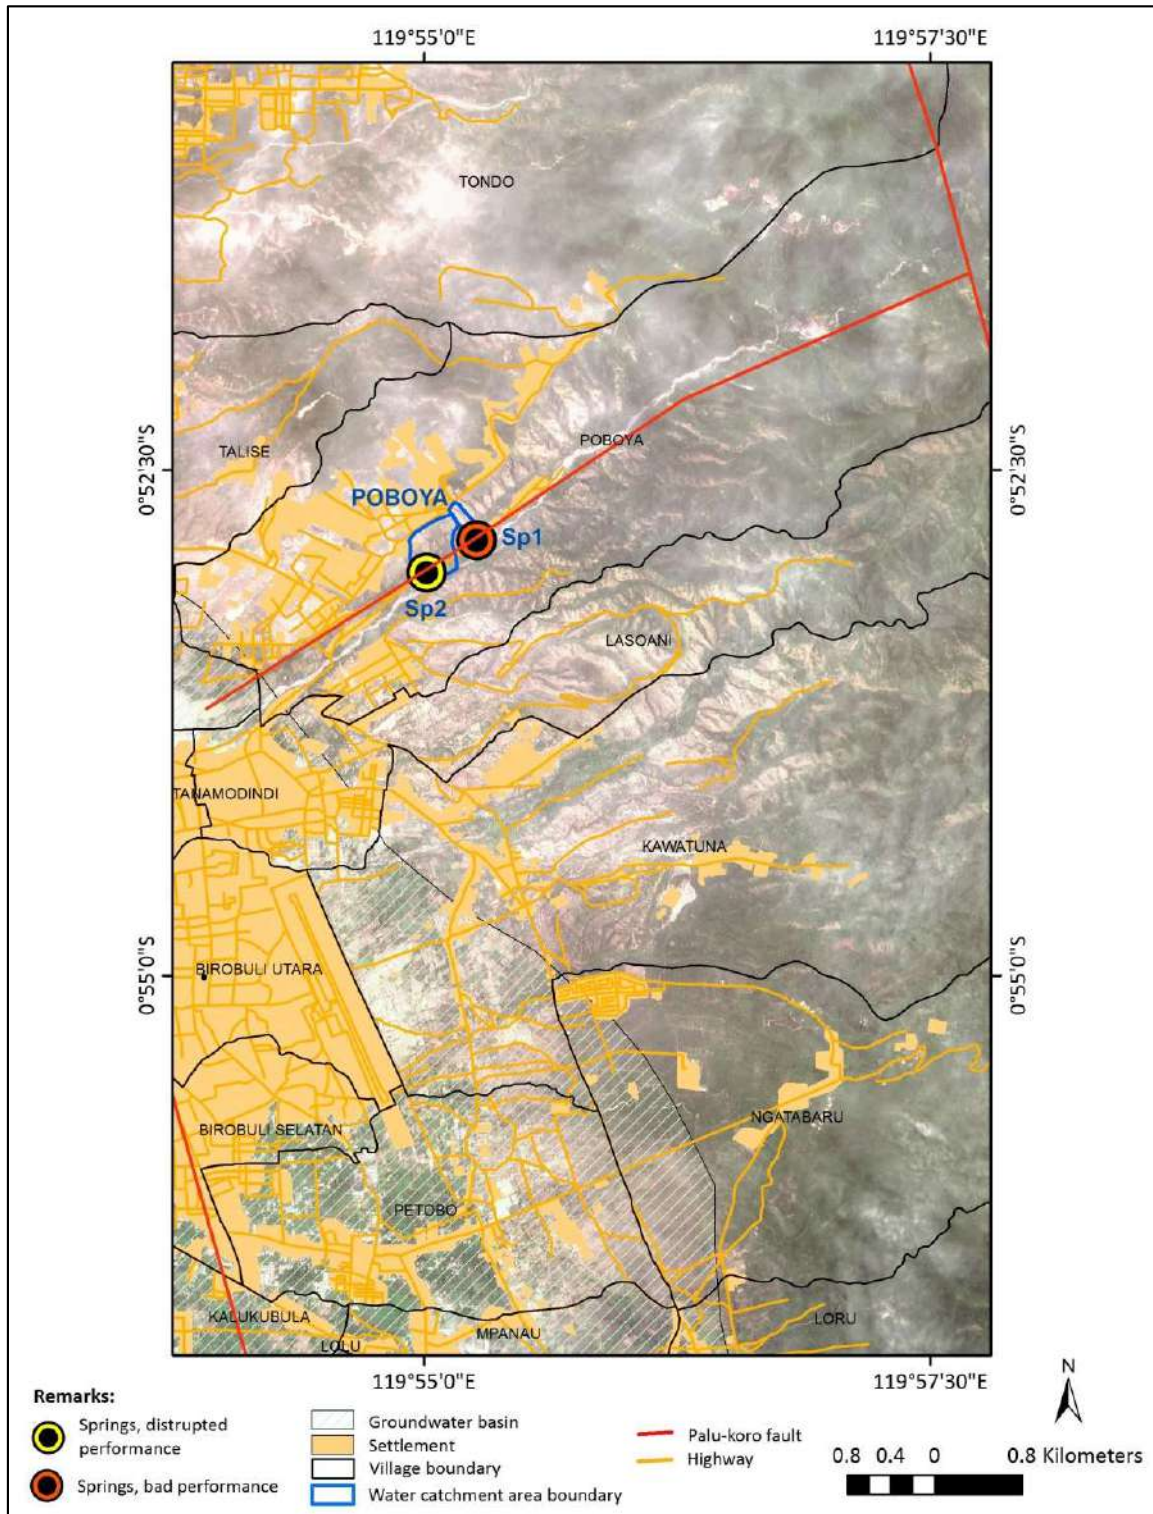 119°55'0"E 119°57'30"E
TONDO
0°52'30"S
0°52'30"S
TALISE
POBOYA
POBOYA
Sp1
Sp2
LASOANI
TANAMODINDI
KAWATUNA
0°55'0"S
0°55'0"S
BIROBULI UTARA
NGATABARU
BIROBULI SELATAN
PETOBO
KALUKUBULA
LORU
MPANAU
LOLU
119°55'0"E 119°57'30"E
N
Remarks:
Springs, distrupted
performance
Springs, bad performance
Groundwater basin
Settlement
Village boundary
Water catchment area boundary
Palu-koro fault
Highway
0.8 0.4 0 0.8 Kilometers